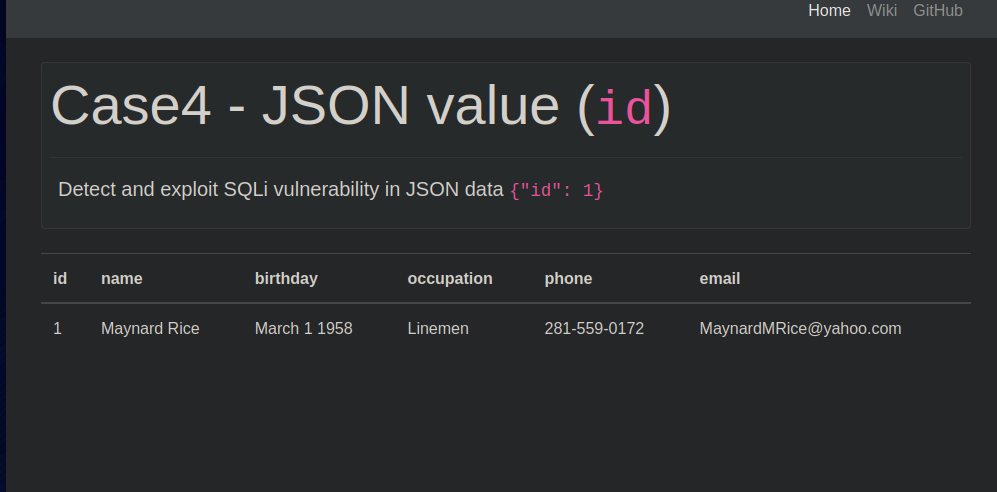 Home Wiki GitHub
Case4 - JSON value (id)
Detect and exploit SQLi vulnerability in JSON data {"id": 1}
id name birthday occupation phone email
1 Maynard Rice March 1 1958 Linemen 281-559-0172 MaynardMRice@yahoo.com